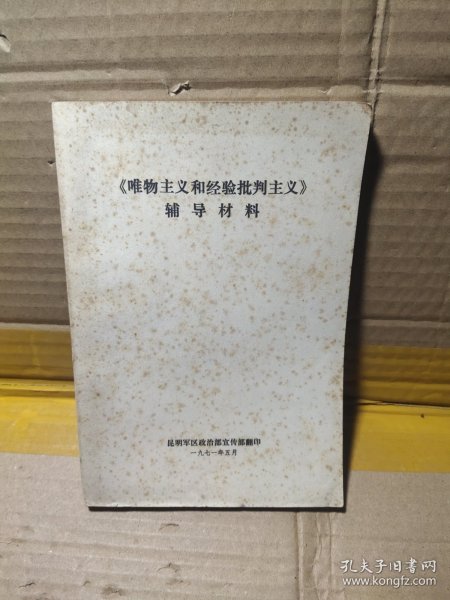 《唯物主义和经验批判主义》
辅导材料
昆明军区政治部宣传部翻印
一九七一年五月
孔夫子旧书网
www.kongfz.com